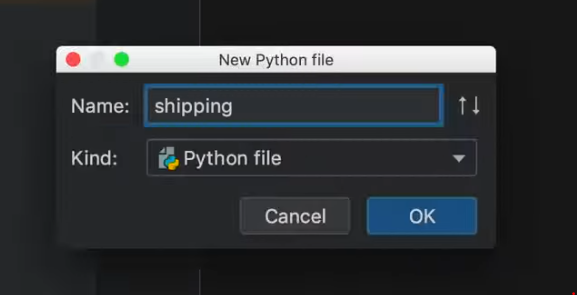 New Python file
Name: shipping
Kind: Python file
Cancel OK